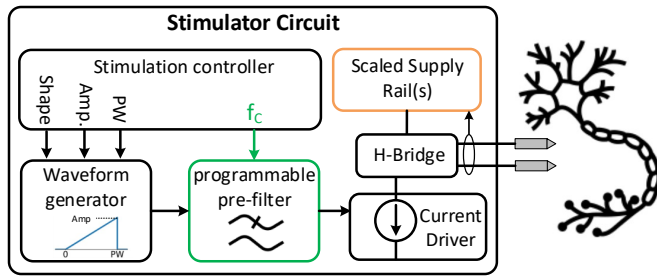 Stimulator Circuit
Stimulation controller
Shape
Amp.
PW
f_C
Scaled Supply
Rail(s)
H-Bridge
Waveform
generator
Amp
0
PW
programmable
pre-filter
Current
Driver